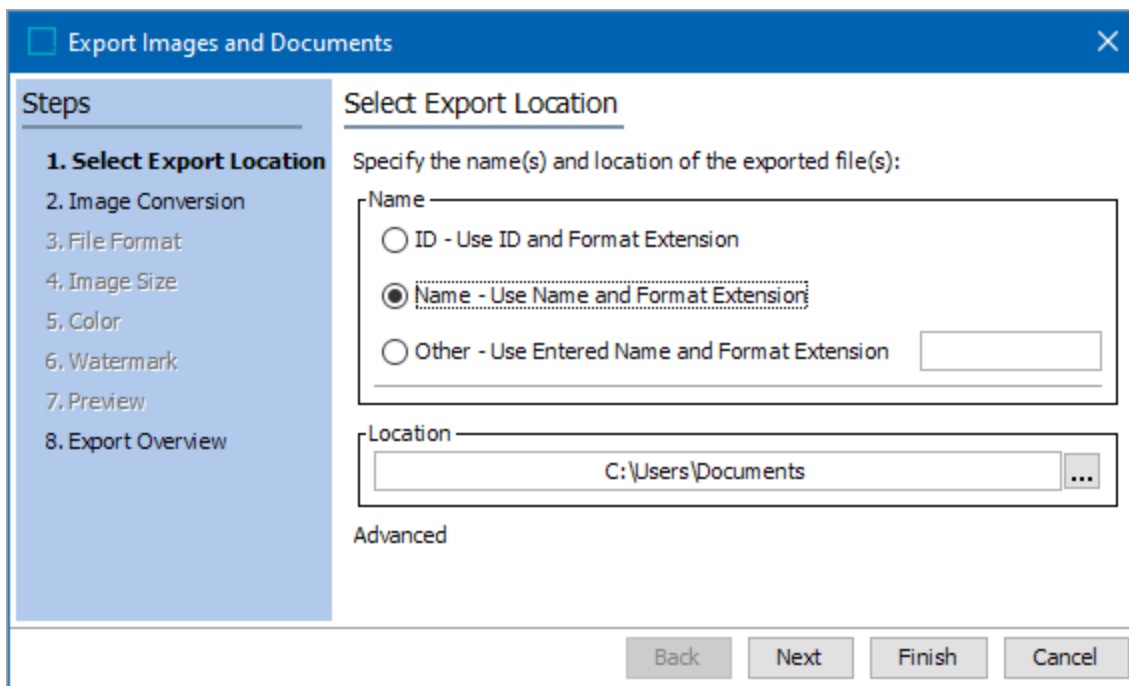 Export Images and Documents
Steps
1. Select Export Location
2. Image Conversion
3. File Format
4. Image Size
5. Color
6. Watermark
7. Preview
8. Export Overview
Select Export Location
Specify the name(s) and location of the exported file(s):
Name
ID - Use ID and Format Extension
Name - Use Name and Format Extension
Other - Use Entered Name and Format Extension
Location
C:\Users\Documents
...
Advanced
Back
Next
Finish
Cancel